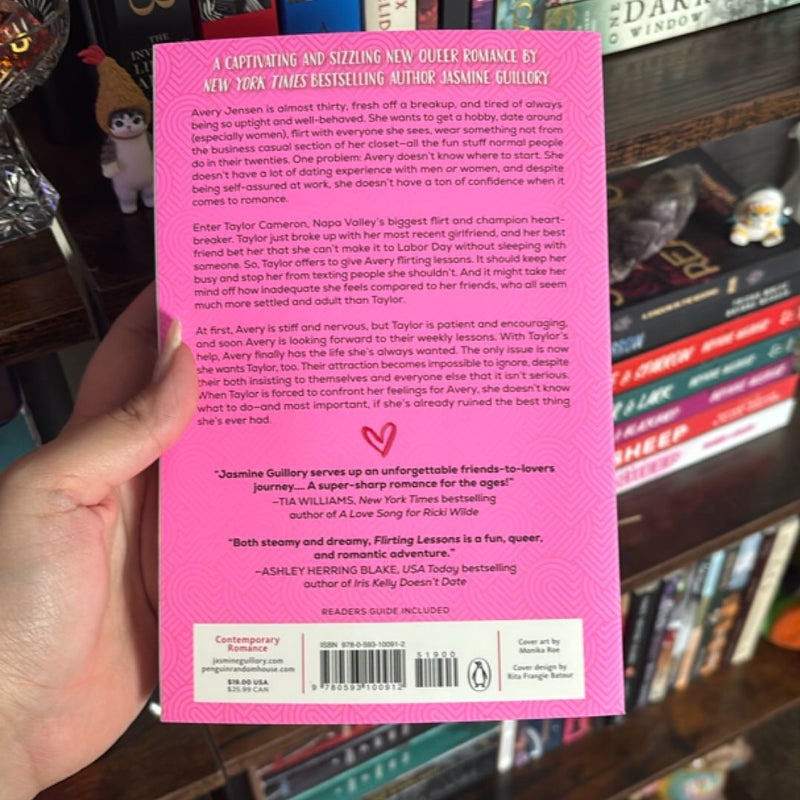 A CAPTIVATING AND SIZZLING NEW QUEER ROMANCE BY
NEW YORK TIMES BESTSELLING AUTHOR JASMINE GUILLORY
Avery Jensen is almost thirty, fresh off a breakup, and tired of always
being so uptight and well-behaved. She wants to get a hobby, date around
(especially women), flirt with everyone she sees, wear something not from
the business casual section of her closet—all the fun stuff normal people
do in their twenties. One problem: Avery doesn't know where to start. She
doesn't have a lot of dating experience with men or women, and despite
being self-assured at work, she doesn't have a ton of confidence when it
comes to romance.
Enter Taylor Cameron, Napa Valley's biggest flirt and champion heart-
breaker. Taylor just broke up with her most recent girlfriend, and her best
friend bet her that she can't make it to Labor Day without sleeping with
someone. So, Taylor offers to give Avery flirting lessons. It should keep her
busy and stop her from texting people she shouldn't. And it might take her
mind off how inadequate she feels compared to her friends, who all seem
much more settled and adult than Taylor.
At first, Avery is stiff and nervous, but Taylor is patient and encouraging,
and soon Avery is looking forward to their weekly lessons. With Taylor's
help, Avery finally has the life she's always wanted. The only issue is now
she wants Taylor, too. Their attraction becomes impossible to ignore, despite
their both insisting to themselves and everyone else that it isn't serious.
When Taylor is forced to confront her feelings for Avery, she doesn't know
what to do—and most important, if she's already ruined the best thing
she's ever had.
"Jasmine Guillory serves up an unforgettable friends-to-lovers
journey.... A super-sharp romance for the ages!"
—TIA WILLIAMS, New York Times bestselling
author of A Love Song for Ricki Wilde
"Both steamy and dreamy, Flirting Lessons is a fun, queer,
and romantic adventure."
—ASHLEY HERRING BLAKE, USA Today bestselling
author of Iris Kelly Doesn't Date
READERS GUIDE INCLUDED
Contemporary
Romance
jasmineguillory.com
penguinrandomhouse.com
$19.00 USA
$25.99 CAN
ISBN 978-0-593-10091-2
51900
9 780593 100912
Cover art by
Monika Roe
Cover design by
Rita Frangie Batour
ONE DARK
WINDOW
SHEEP